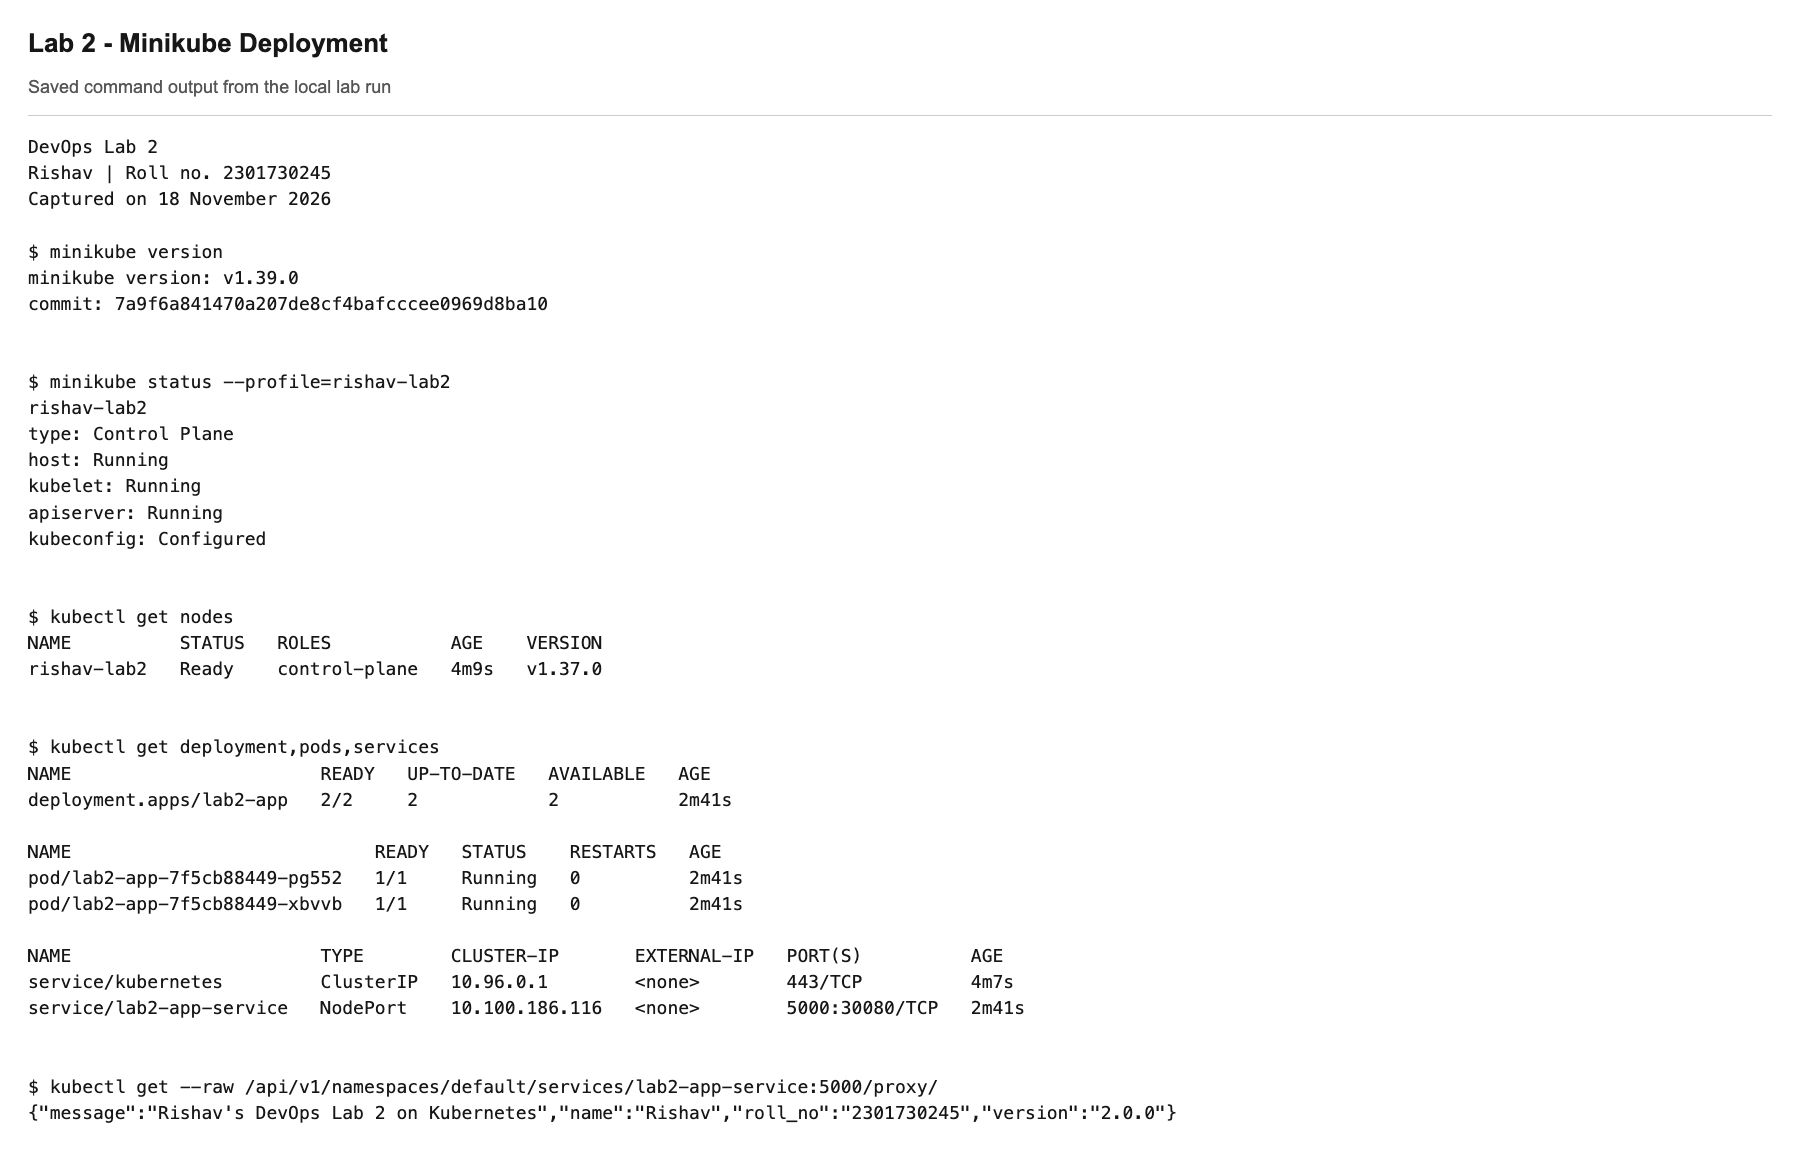 Lab 2 - Minikube Deployment
Saved command output from the local lab run
DevOps Lab 2
Rishav | Roll no. 2301730245
Captured on 18 November 2026
$ minikube version
minikube version: v1.39.0
commit: 7a9f6a841470a207de8cf4bafcccee0969d8ba10
$ minikube status --profile=rishav-lab2
rishav-lab2
type: Control Plane
host: Running
kubelet: Running
apiserver: Running
kubeconfig: Configured
$ kubectl get nodes
NAME          STATUS   ROLES           AGE    VERSION
rishav-lab2   Ready    control-plane   4m9s   v1.37.0
$ kubectl get deployment,pods,services
NAME                       READY   UP-TO-DATE   AVAILABLE   AGE
deployment.apps/lab2-app   2/2     2            2           2m41s
NAME                            READY   STATUS    RESTARTS   AGE
pod/lab2-app-7f5cb88449-pg552   1/1     Running   0          2m41s
pod/lab2-app-7f5cb88449-xbvvb   1/1     Running   0          2m41s
NAME                       TYPE        CLUSTER-IP       EXTERNAL-IP   PORT(S)          AGE
service/kubernetes         ClusterIP   10.96.0.1        <none>        443/TCP          4m7s
service/lab2-app-service   NodePort    10.100.186.116   <none>        5000:30080/TCP   2m41s
$ kubectl get --raw /api/v1/namespaces/default/services/lab2-app-service:5000/proxy/
{"message":"Rishav's DevOps Lab 2 on Kubernetes","name":"Rishav","roll_no":"2301730245","version":"2.0.0"}